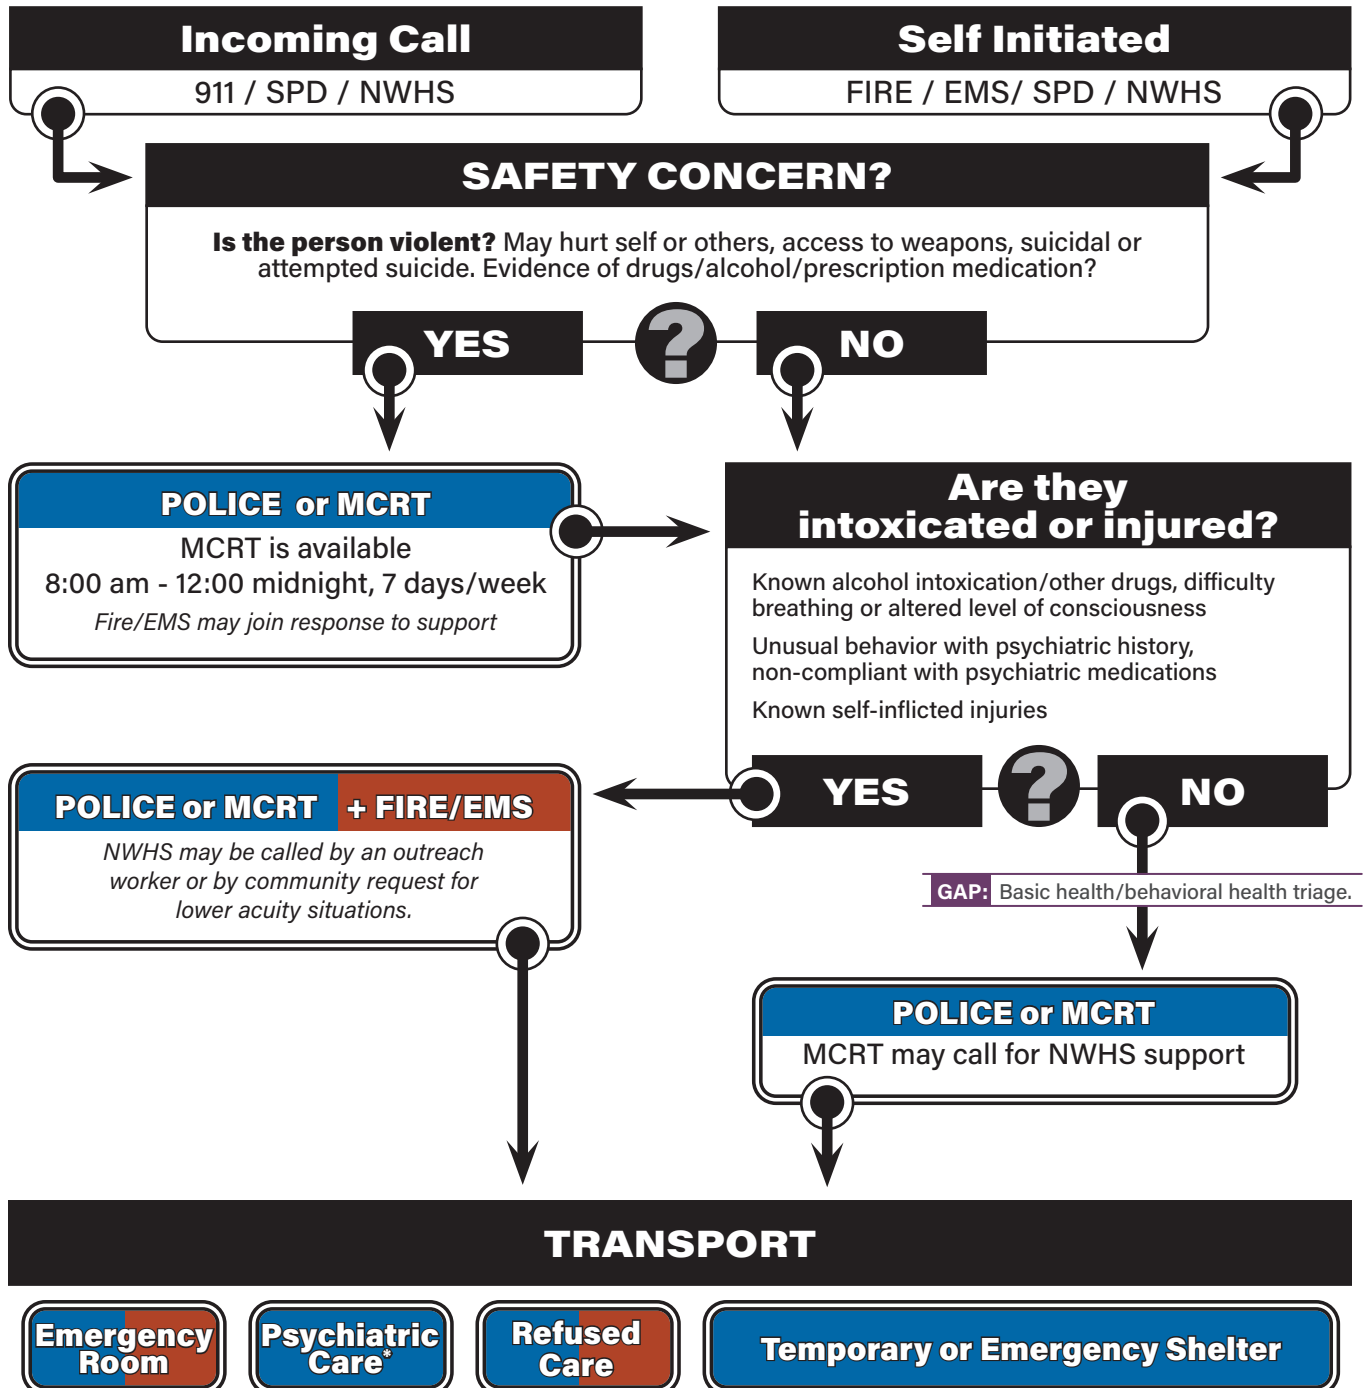 Incoming Call
911 / SPD / NWHS
Self Initiated
FIRE / EMS/ SPD / NWHS
SAFETY CONCERN?
Is the person violent? May hurt self or others, access to weapons, suicidal or
attempted suicide. Evidence of drugs/alcohol/prescription medication?
YES
?
NO
POLICE or MCRT
MCRT is available
8:00 am - 12:00 midnight, 7 days/week
Fire/EMS may join response to support
Are they
intoxicated or injured?
Known alcohol intoxication/other drugs, difficulty
breathing or altered level of consciousness
Unusual behavior with psychiatric history,
non-compliant with psychiatric medications
Known self-inflicted injuries
YES
?
NO
POLICE or MCRT + FIRE/EMS
NWHS may be called by an outreach
worker or by community request for
lower acuity situations.
GAP: Basic health/behavioral health triage.
POLICE or MCRT
MCRT may call for NWHS support
TRANSPORT
Emergency
Room
Psychiatric
Care*
Refused
Care
Temporary or Emergency Shelter